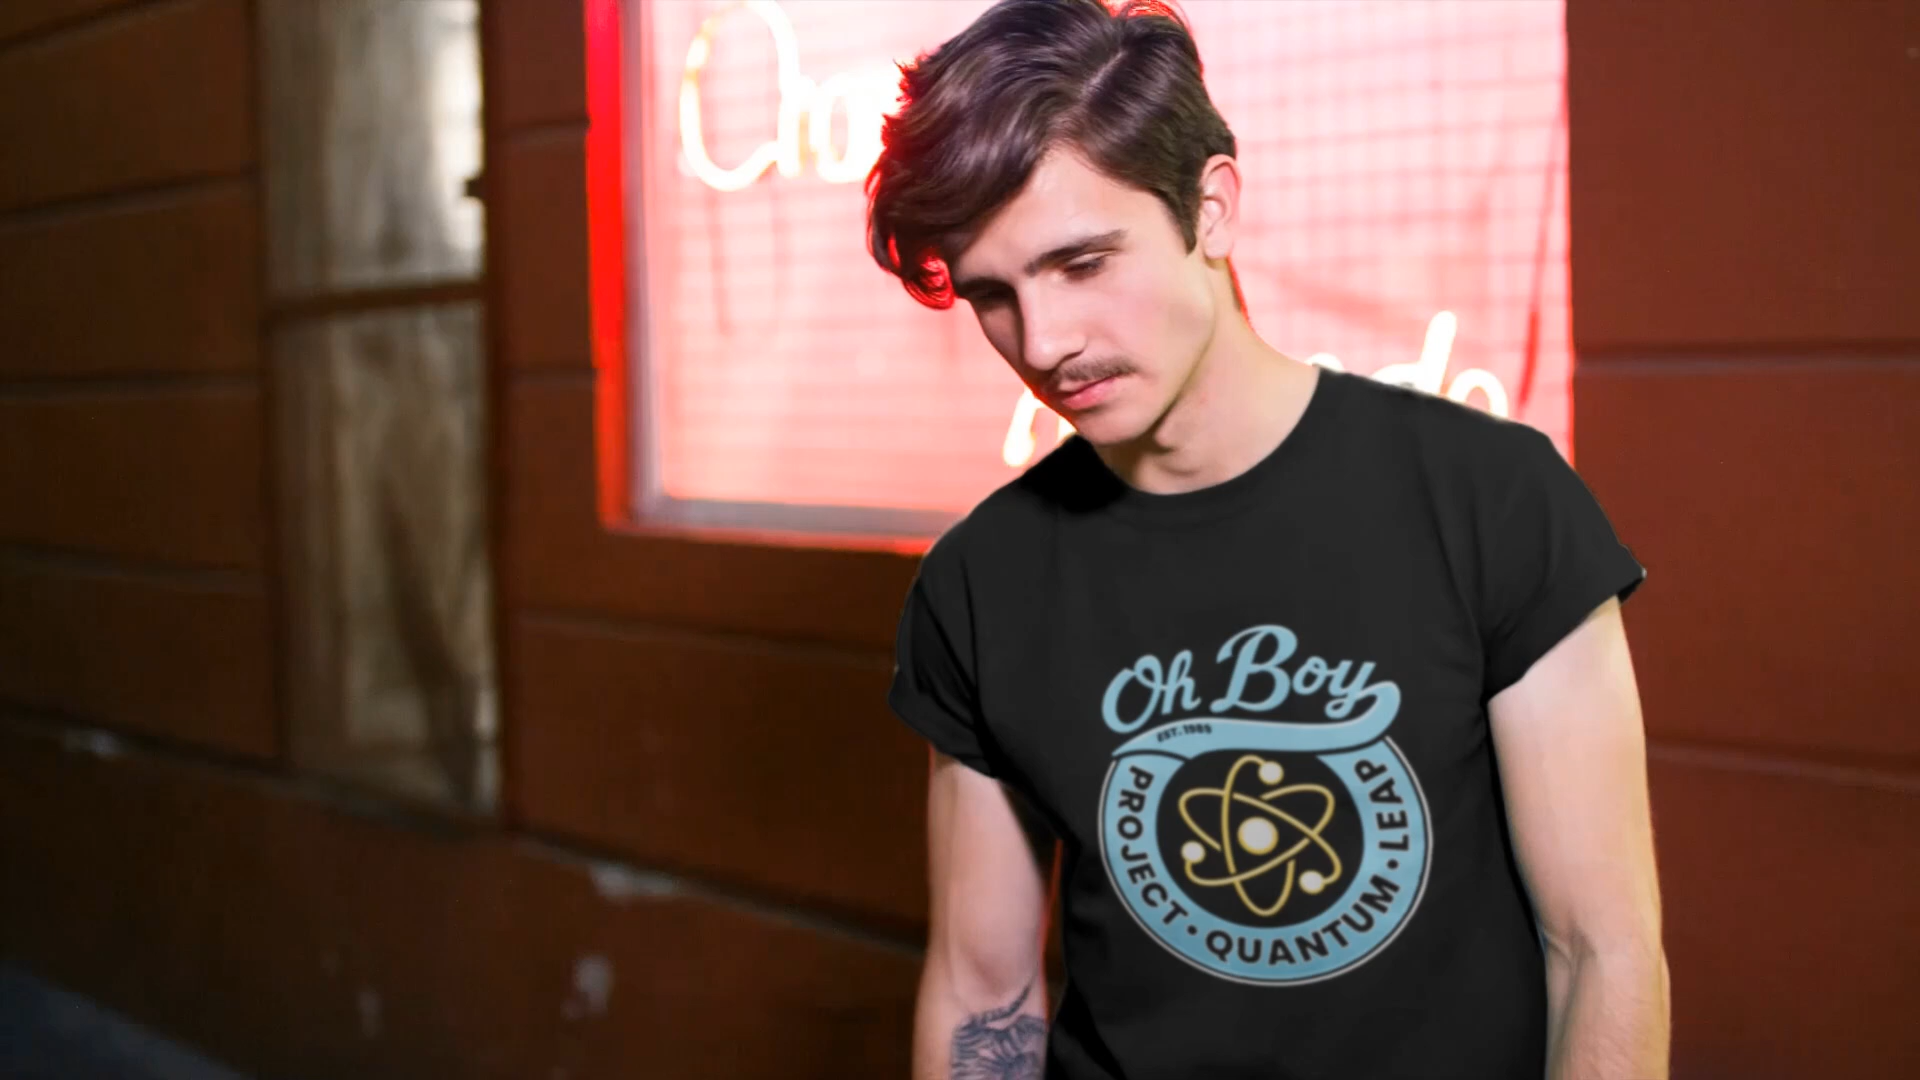 Oh Boy
EST. 1989
PROJECT • QUANTUM • LEAP